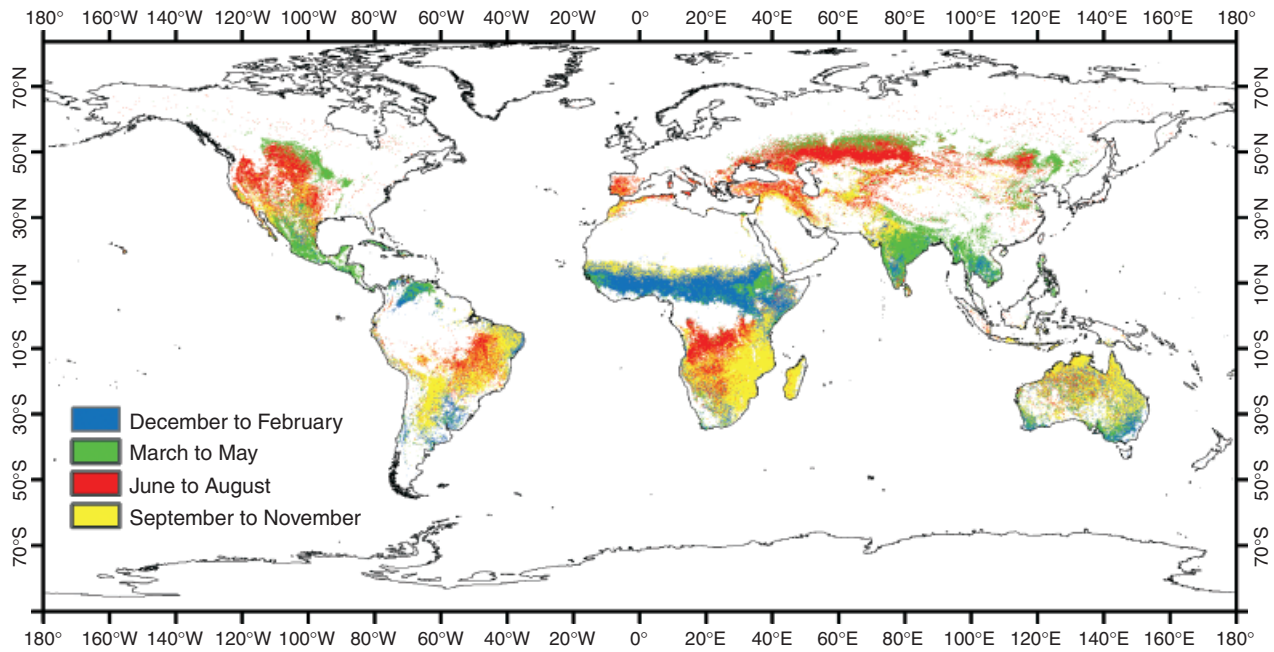 180° 160°W 140°W 120°W 100°W 80°W 60°W 40°W 20°W 0° 20°E 40°E 60°E 80°E 100°E 120°E 140°E 160°E 180°
70°N 70°N
50°N 50°N
30°N 30°N
10°N 10°N
10°S 10°S
30°S 30°S
December to February
March to May
50°S 50°S
June to August
September to November
70°S 70°S
180° 160°W 140°W 120°W 100°W 80°W 60°W 40°W 20°W 0° 20°E 40°E 60°E 80°E 100°E 120°E 140°E 160°E 180°